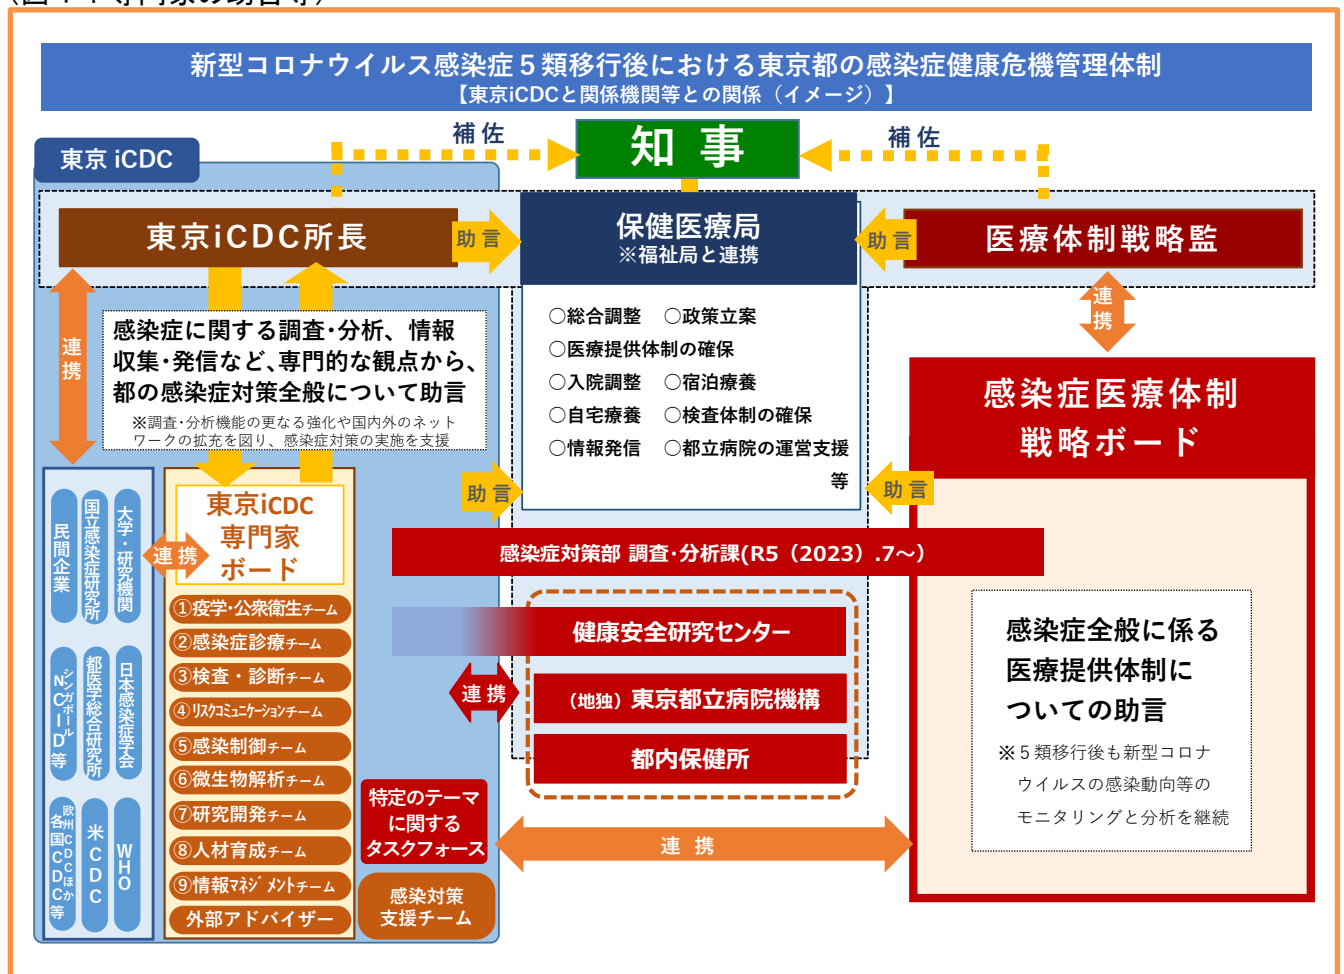 新型コロナウイルス感染症５類移行後における東京都の感染症健康危機管理体制
【東京iCDCと関係機関等との関係（イメージ）】
補佐
知 事
補佐
東京 iCDC
東京iCDC所長
助言
保健医療局
※福祉局と連携
助言
医療体制戦略監
連携
感染症に関する調査・分析、情報
収集・発信など、専門的な観点から、
都の感染症対策全般について助言
※調査・分析機能の更なる強化や国内外のネット
ワークの拡充を図り、感染症対策の実施を支援
○総合調整　○政策立案
○医療提供体制の確保
○入院調整　○宿泊療養
○自宅療養　○検査体制の確保
○情報発信　○都立病院の運営支援
等
連携
感染症医療体制
戦略ボード
助言
助言
民間企業
国立感染症研究所
大学・研究機関
連携
東京iCDC
専門家
ボード
感染症対策部 調査・分析課(R5（2023）.7～）
①疫学・公衆衛生チーム
②感染症診療チーム
③検査・診断チーム
④リスクコミュニケーションチーム
⑤感染制御チーム
⑥微生物解析チーム
⑦研究開発チーム
⑧人材育成チーム
⑨情報マネジメントチーム
外部アドバイザー
シンガポール
NCID等
都医学総合研究所
日本感染症学会
欧州CDCほか
各国CDC等
米CDC
WHO
健康安全研究センター
連携
（地独）東京都立病院機構
都内保健所
特定のテーマ
に関する
タスクフォース
感染対策
支援チーム
連携
感染症全般に係る
医療提供体制に
ついての助言
※５類移行後も新型コロナ
ウイルスの感染動向等の
モニタリングと分析を継続